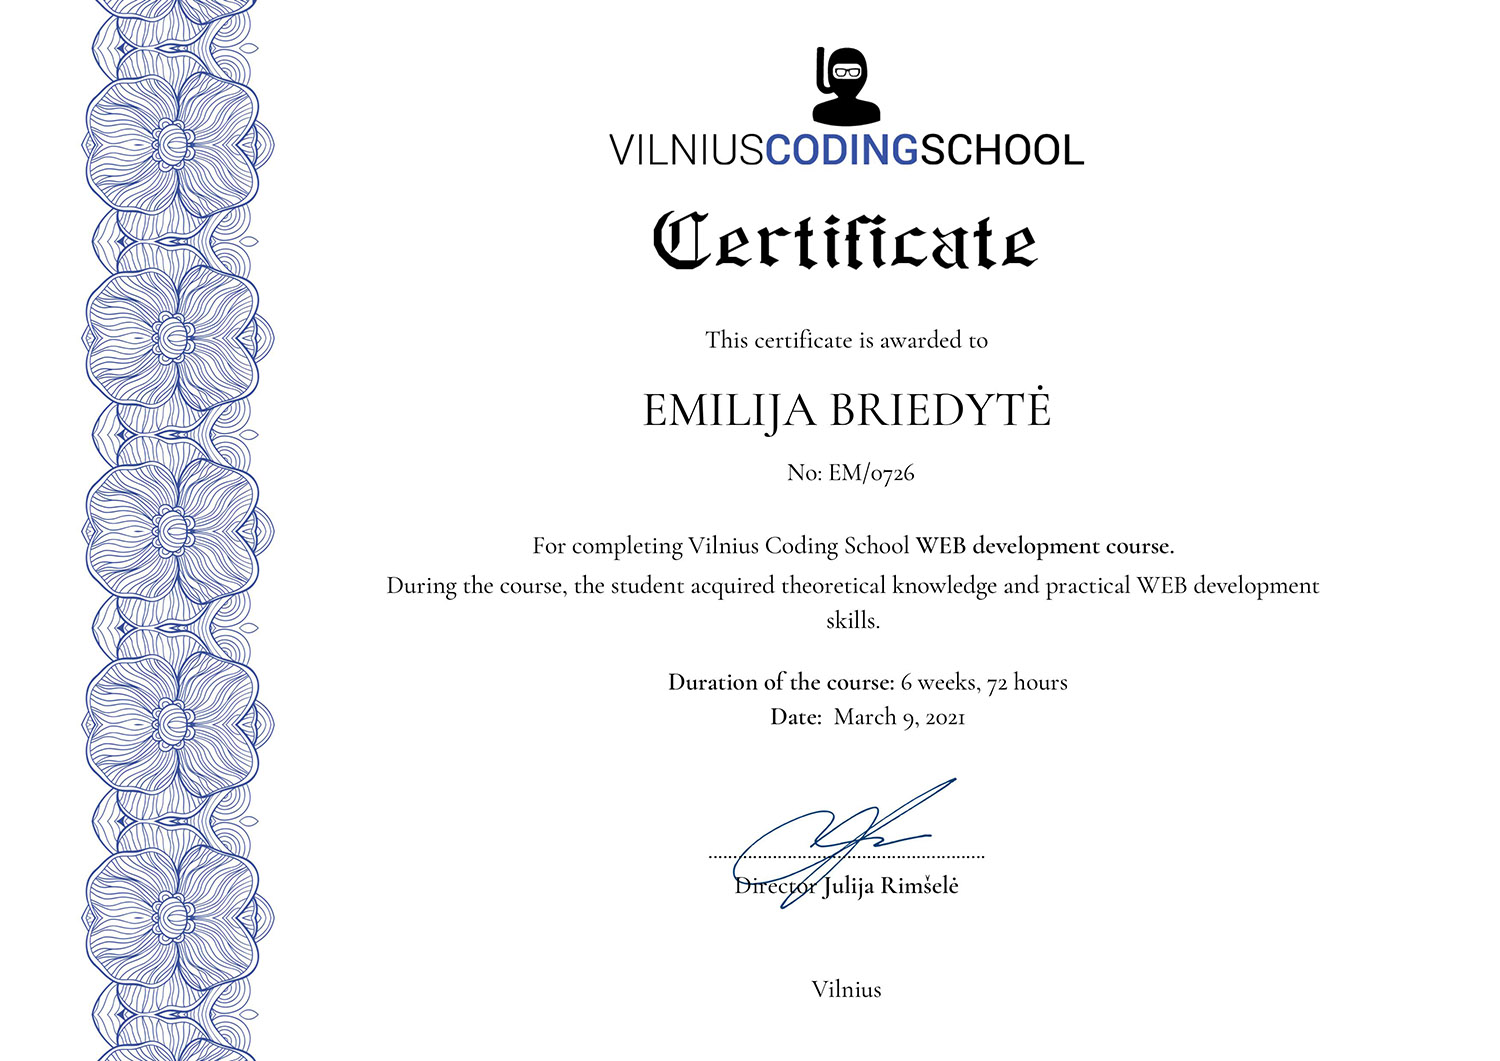 VILNIUSCODINGSCHOOL
Certificate
This certificate is awarded to
EMILIJA BRIEDYTĖ
No: EM/0726
For completing Vilnius Coding School WEB development course.
During the course, the student acquired theoretical knowledge and practical WEB development
skills.
Duration of the course: 6 weeks, 72 hours
Date: March 9, 2021
Director Julija Rimšelė
Vilnius